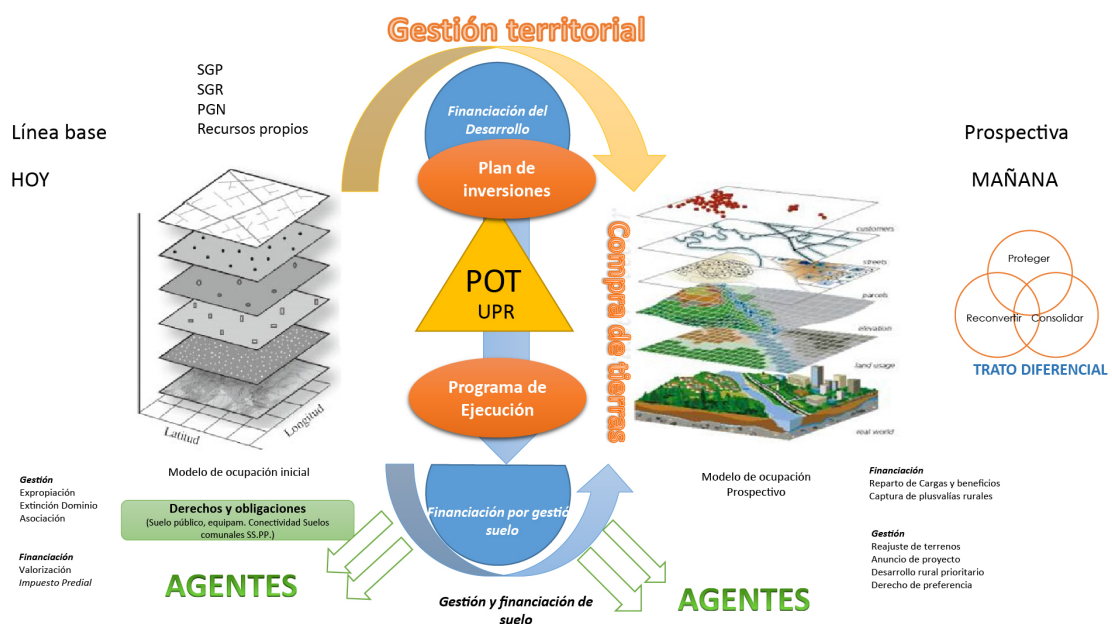 Gestión territorial
SGP
SGR
PGN
Recursos propios
Línea base
HOY
Financiación del
Desarrollo
Plan de
inversiones
Prospectiva
MAÑANA
POT
UPR
Compra de tierras
customers
streets
parcels
elevation
land usage
real world
Proteger
Reconvertir
Consolidar
TRATO DIFERENCIAL
Programa de
Ejecución
Latitud
Longitud
Modelo de ocupación inicial
Modelo de ocupación
Prospectivo
Gestión
Expropiación
Extinción Dominio
Asociación
Financiación
Valorización
Impuesto Predial
Derechos y obligaciones
(Suelo público, equipam. Conectividad Suelos
comunales SS.PP.)
AGENTES
Financiación por gestió
suelo
Gestión y financiación de
suelo
AGENTES
Financiación
Reparto de Cargas y beneficios
Captura de plusvalías rurales
Gestión
Reajuste de terrenos
Anuncio de proyecto
Desarrollo rural prioritario
Derecho de preferencia